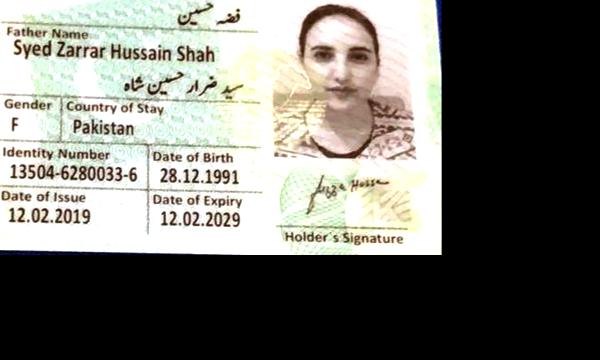 فضہ حسین
Father Name
Syed Zarrar Hussain Shah
سید ضرار حسین شاہ
Gender Country of Stay
F Pakistan
Identity Number Date of Birth
13504-6280033-6 28.12.1991
Date of Issue Date of Expiry
12.02.2019 12.02.2029
Holder's Signature